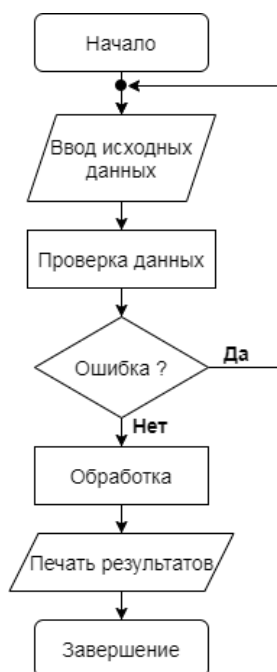 Начало
Ввод исходных
данных
Проверка данных
Ошибка ?
Да
Нет
Обработка
Печать результатов
Завершение